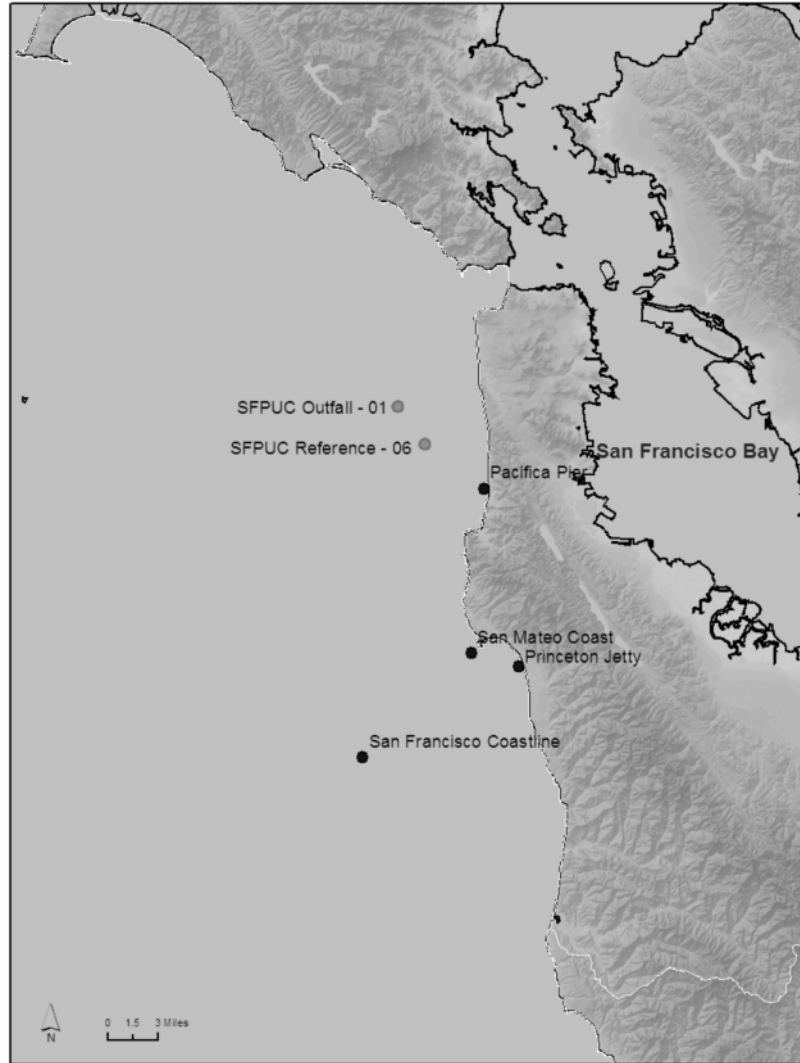 SFPUC Outfall - 01
SFPUC Reference - 06
San Francisco Bay
Pacifica Pier
San Mateo Coast
Princeton Jetty
San Francisco Coastline
N
0 1.5 3 Miles